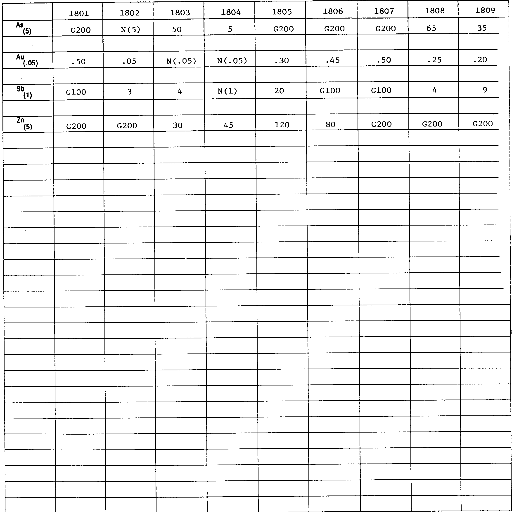 1801 1802 1803 1804 1805 1806 1807 1808 1809
As (5) G200 N(5) 50 5 G200 G200 G200 65 35
Au (.05) .50 .05 N(.05) N(.05) .30 .45 .50 .25 .20
Sb (1) G100 3 4 N(1) 20 G100 G100 4 9
Zn (5) G200 G200 30 45 120 80 G200 G200 G200